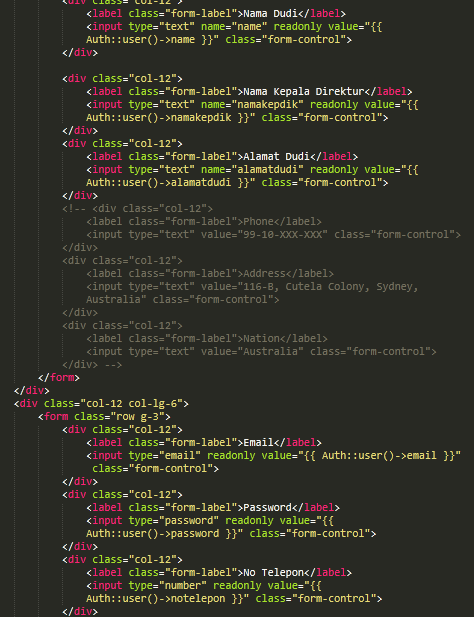 <div class="col-12">
<label class="form-label">Nama Dudi</label>
<input type="text" name="name" readonly value="{{
Auth::user()->name }}" class="form-control">
</div>
<div class="col-12">
<label class="form-label">Nama Kepala Direktur</label>
<input type="text" name="namakepdik" readonly value="{{
Auth::user()->namakepdik }}" class="form-control">
</div>
<div class="col-12">
<label class="form-label">Alamat Dudi</label>
<input type="text" name="alamatdudi" readonly value="{{
Auth::user()->alamatdudi }}" class="form-control">
</div>
<!-- <div class="col-12">
<label class="form-label">Phone</label>
<input type="text" value="99-10-XXX-XXX" class="form-control">
</div>
<div class="col-12">
<label class="form-label">Address</label>
<input type="text" value="116-B, Cutela Colony, Sydney,
Australia" class="form-control">
</div>
<div class="col-12">
<label class="form-label">Nation</label>
<input type="text" value="Australia" class="form-control">
</div> -->
</form>
</div>
<div class="col-12 col-lg-6">
<form class="row g-3">
<div class="col-12">
<label class="form-label">Email</label>
<input type="email" readonly value="{{ Auth::user()->email }}"
class="form-control">
</div>
<div class="col-12">
<label class="form-label">Password</label>
<input type="password" readonly value="{{
Auth::user()->password }}" class="form-control">
</div>
<div class="col-12">
<label class="form-label">No Telepon</label>
<input type="number" readonly value="{{
Auth::user()->notelepon }}" class="form-control">
</div>